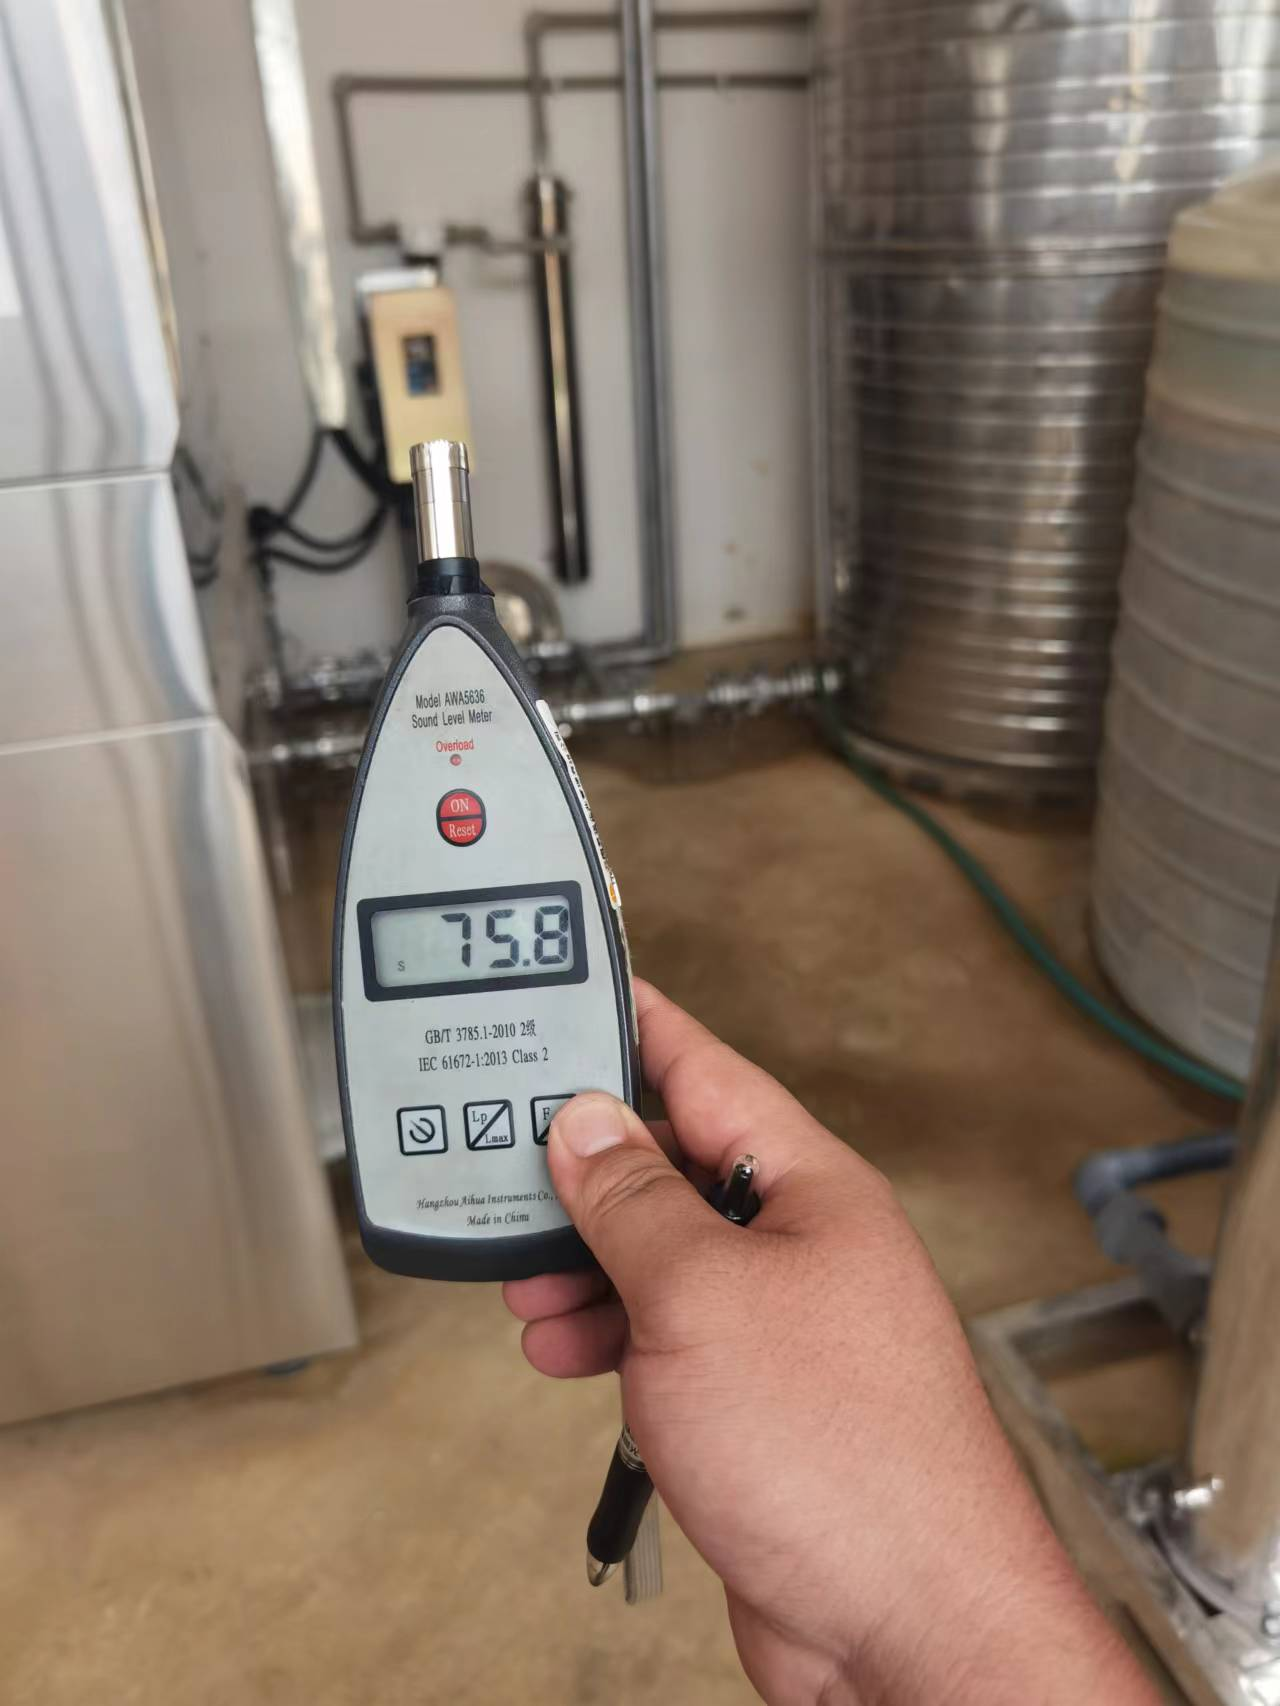 Model AWA5636
Sound Level Meter
Overload
ON
Reset
75.8
S
GB/T 3785.1-2010 2级
IEC 61672-1:2013 Class 2
Lp
Lmax
F
Hangzhou Aihua Instruments Co.,
Made in China